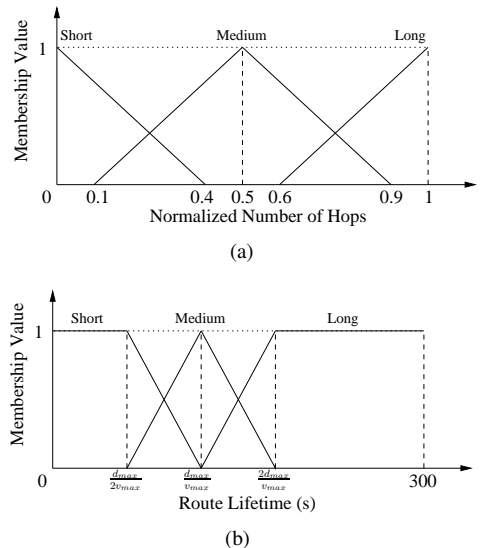 Short Medium Long
1
Membership Value
0 0.1 0.4 0.5 0.6 0.9 1
Normalized Number of Hops
(a)
Short Medium Long
1
Membership Value
0 d_max/2v_max d_max/v_max 2d_max/v_max 300
Route Lifetime (s)
(b)